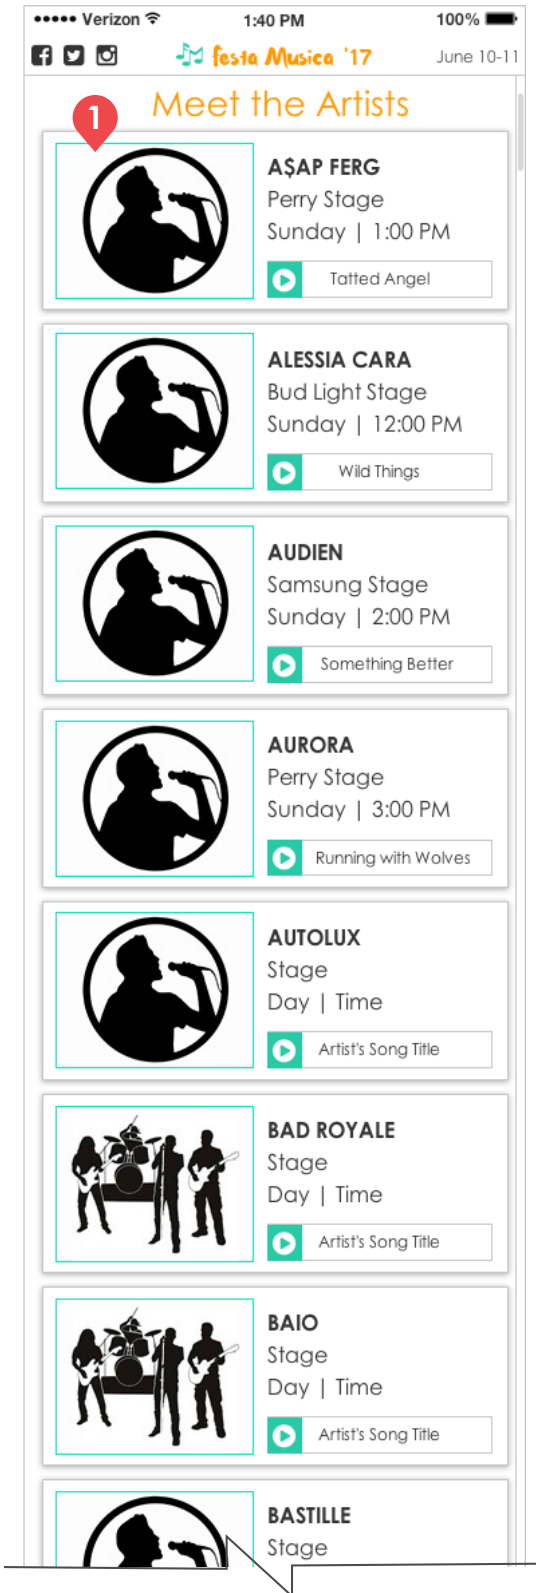 Verizon 1:40 PM 100%
festa Musica '17 June 10-11
Meet the Artists
1
A$AP FERG
Perry Stage
Sunday | 1:00 PM
Tatted Angel
ALESSIA CARA
Bud Light Stage
Sunday | 12:00 PM
Wild Things
AUDIEN
Samsung Stage
Sunday | 2:00 PM
Something Better
AURORA
Perry Stage
Sunday | 3:00 PM
Running with Wolves
AUTOLUX
Stage
Day | Time
Artist's Song Title
BAD ROYALE
Stage
Day | Time
Artist's Song Title
BAIO
Stage
Day | Time
Artist's Song Title
BASTILLE
Stage